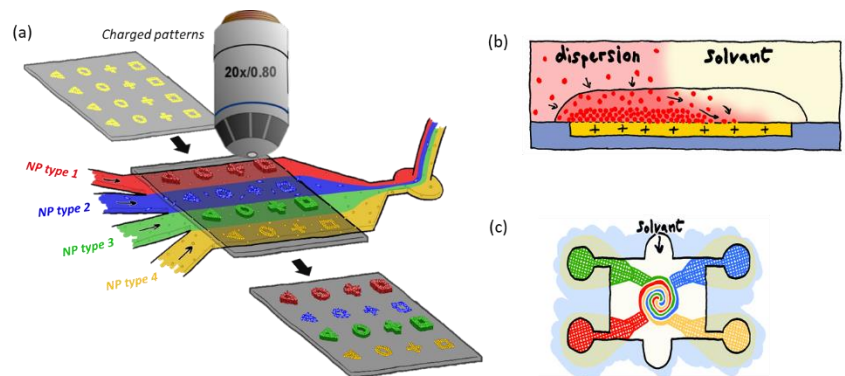 (a)
Charged patterns
20x/0.80
NP type 1
NP type 2
NP type 3
NP type 4
(b)
dispersion solvant
+ + + + + + +
(c)
solvant